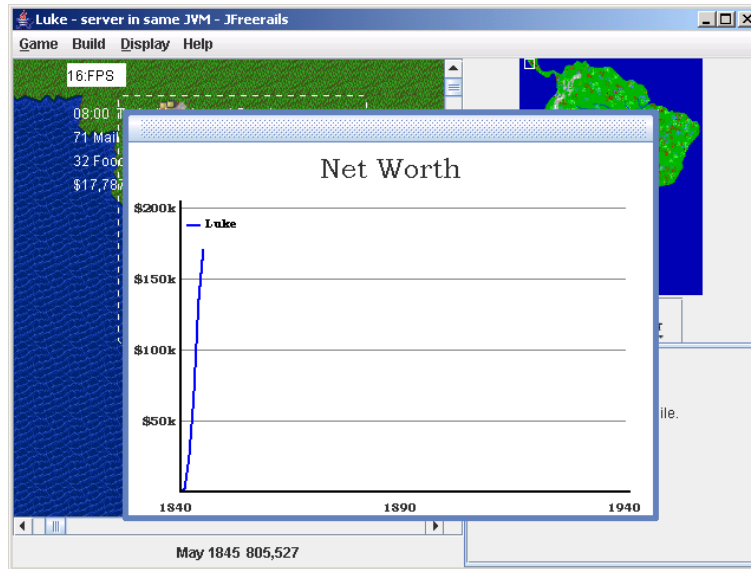 Luke - server in same JVM - JFreerails
Game Build Display Help
16:FPS
08:00
71 Mail
32 Food
$17,787
Net Worth
$200k
Luke
$150k
$100k
$50k
1840 1890 1940
ile.
May 1845 805,527